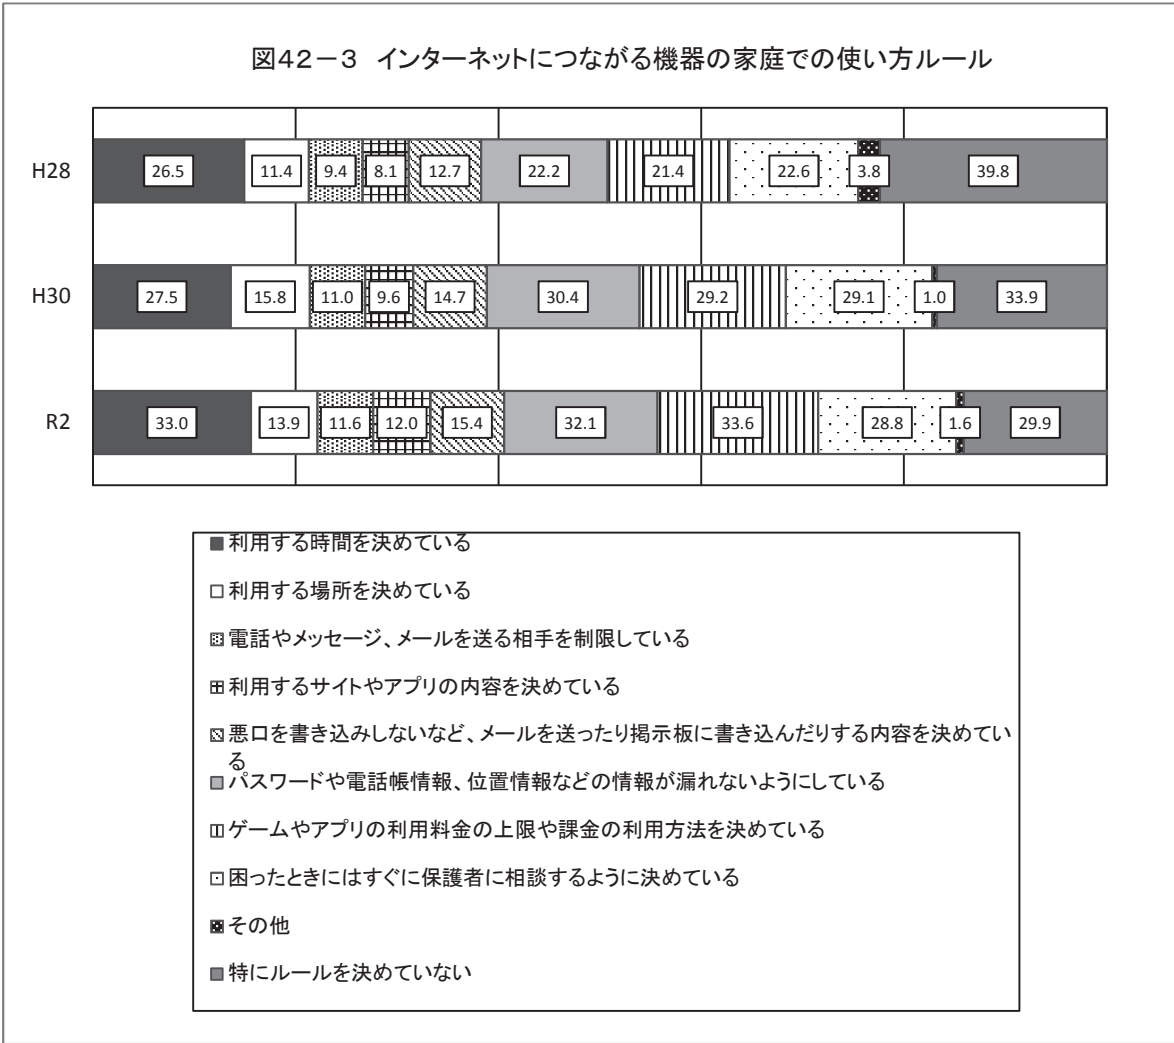 図42－3 インターネットにつながる機器の家庭での使い方ルール
H28
26.5 11.4 9.4 8.1 12.7 22.2 21.4 22.6 3.8 39.8
H30
27.5 15.8 11.0 9.6 14.7 30.4 29.2 29.1 1.0 33.9
R2
33.0 13.9 11.6 12.0 15.4 32.1 33.6 28.8 1.6 29.9
利用する時間を決めている
利用する場所を決めている
電話やメッセージ、メールを送る相手を制限している
利用するサイトやアプリの内容を決めている
悪口を書き込みしないなど、メールを送ったり掲示板に書き込んだりする内容を決めてい
る
パスワードや電話帳情報、位置情報などの情報が漏れないようにしている
ゲームやアプリの利用料金の上限や課金の利用方法を決めている
困ったときにはすぐに保護者に相談するように決めている
その他
特にルールを決めていない